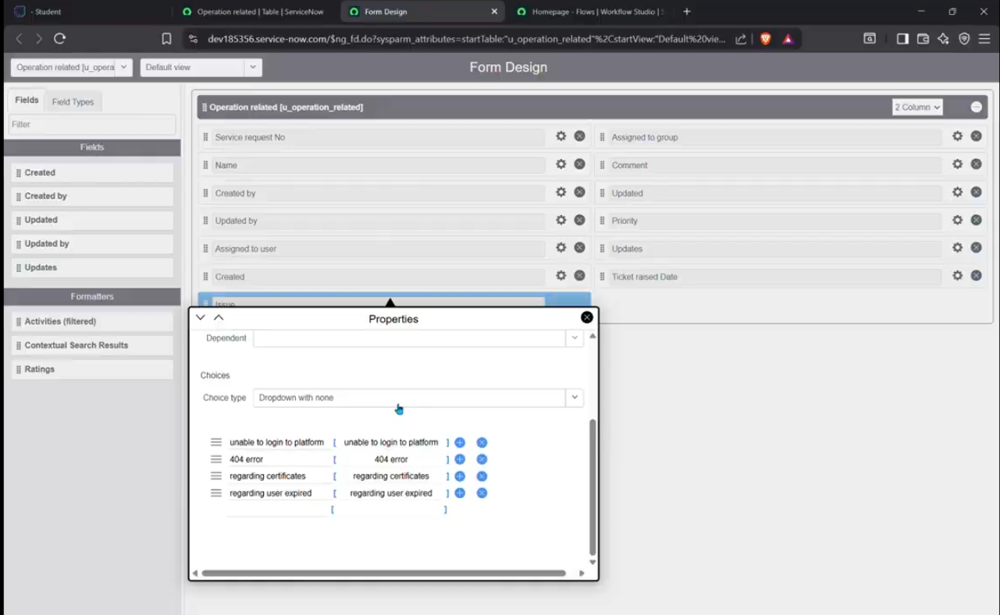 - Student
Operation related | Table | ServiceNow
Form Design
Homepage - Flows | Workflow Studio | S
dev185356.service-now.com/$ng_fd.do?sysparm_attributes=startTable:"u_operation_related"%2CstartView:"Default%20vie...
Operation related [u_opera
Default view
Form Design
Fields
Field Types
Filter
Fields
Created
Created by
Updated
Updated by
Updates
Formatters
Activities (filtered)
Contextual Search Results
Ratings
Operation related [u_operation_related]
2 Column
Service request No
Assigned to group
Name
Comment
Created by
Updated
Updated by
Priority
Assigned to user
Updates
Created
Ticket raised Date
Issue
Properties
Dependent
Choices
Choice type
Dropdown with none
unable to login to platform [ unable to login to platform ]
404 error [ 404 error ]
regarding certificates [ regarding certificates ]
regarding user expired [ regarding user expired ]
[ ]